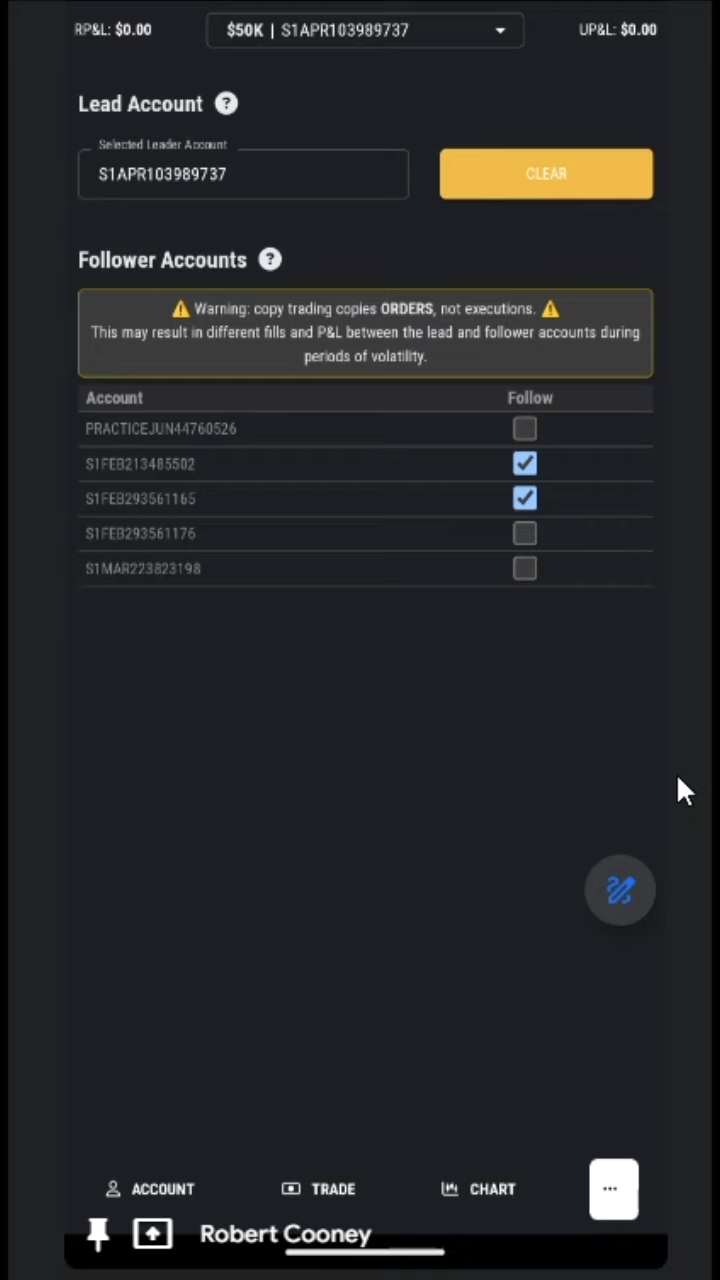 RP&L: $0.00
$50K | S1APR103989737
UP&L: $0.00
Lead Account ?
Selected Leader Account
S1APR103989737
CLEAR
Follower Accounts ?
⚠️ Warning: copy trading copies ORDERS, not executions. ⚠️
This may result in different fills and P&L between the lead and follower accounts during
periods of volatility.
Account Follow
PRACTICEJUN44760526
S1FEB213485502
S1FEB293561165
S1FEB293561176
S1MAR223823198
ACCOUNT TRADE CHART ...
Robert Cooney